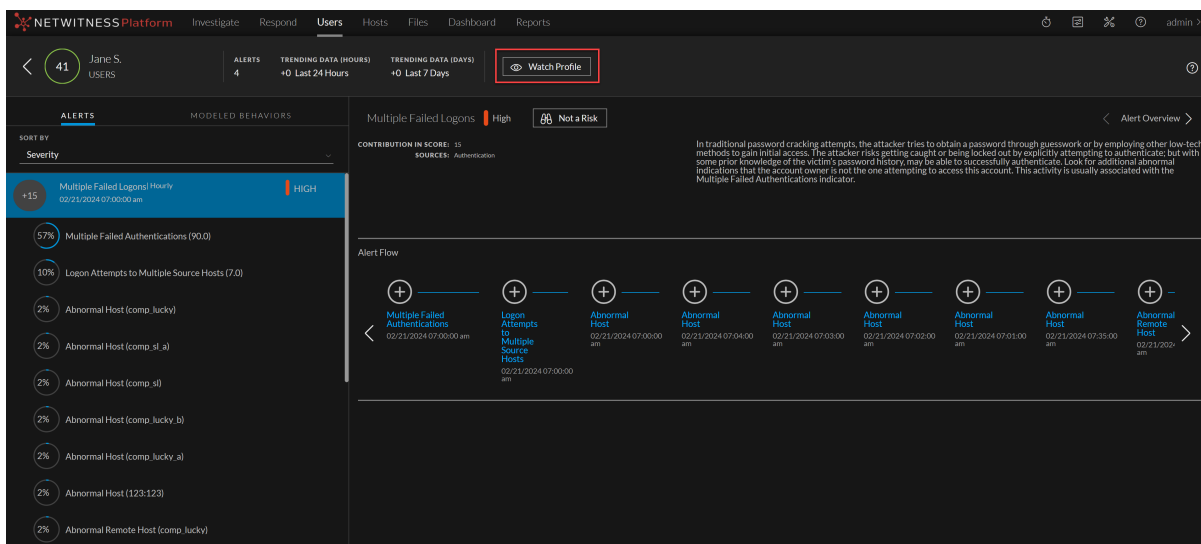 NETWITNESS Platform Investigate Respond Users Hosts Files Dashboard Reports admin
41 Jane S. USERS
ALERTS 4
TRENDING DATA (HOURS) +0 Last 24 Hours
TRENDING DATA (DAYS) +0 Last 7 Days
Watch Profile
ALERTS MODELED BEHAVIORS
SORT BY
Severity
+15 Multiple Failed Logons| Hourly HIGH
02/21/2024 07:00:00 am
57% Multiple Failed Authentications (90.0)
10% Logon Attempts to Multiple Source Hosts (7.0)
2% Abnormal Host (comp_lucky)
2% Abnormal Host (comp_sl_a)
2% Abnormal Host (comp_sl)
2% Abnormal Host (comp_lucky_b)
2% Abnormal Host (comp_lucky_a)
2% Abnormal Host (123:123)
2% Abnormal Remote Host (comp_lucky)
Multiple Failed Logons High Not a Risk Alert Overview
CONTRIBUTION IN SCORE: 15
SOURCES: Authentication
In traditional password cracking attempts, the attacker tries to obtain a password through guesswork or by employing other low-tech
methods to gain initial access. The attacker risks getting caught or being locked out by explicitly attempting to authenticate; but with
some prior knowledge of the victim's password history, may be able to successfully authenticate. Look for additional abnormal
indications that the account owner is not the one attempting to access this account. This activity is usually associated with the
Multiple Failed Authentications indicator.
Alert Flow
Multiple Failed
Authentications
02/21/2024 07:00:00 am
Logon
Attempts
to
Multiple
Source
Hosts
02/21/2024 07:00:00
am
Abnormal
Host
02/21/2024 07:00:00
am
Abnormal
Host
02/21/2024 07:04:00
am
Abnormal
Host
02/21/2024 07:03:00
am
Abnormal
Host
02/21/2024 07:02:00
am
Abnormal
Host
02/21/2024 07:01:00
am
Abnormal
Host
02/21/2024 07:35:00
am
Abnormal
Remote
Host
02/21/202
am